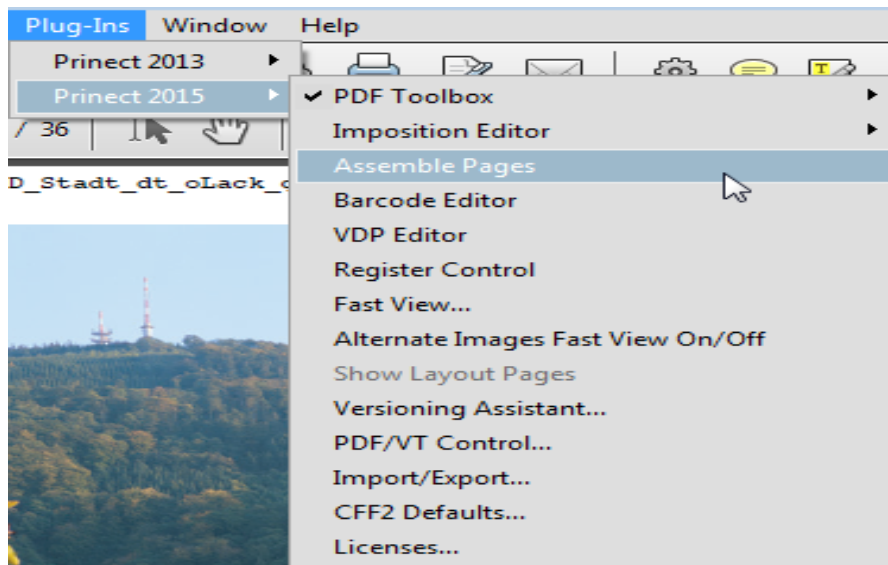 Plug-Ins Window Help
Prinect 2013
Prinect 2015
PDF Toolbox
/ 36
Imposition Editor
Assemble Pages
D_Stadt_dt_oLack_
Barcode Editor
VDP Editor
Register Control
Fast View...
Alternate Images Fast View On/Off
Show Layout Pages
Versioning Assistant...
PDF/VT Control...
Import/Export...
CFF2 Defaults...
Licenses...